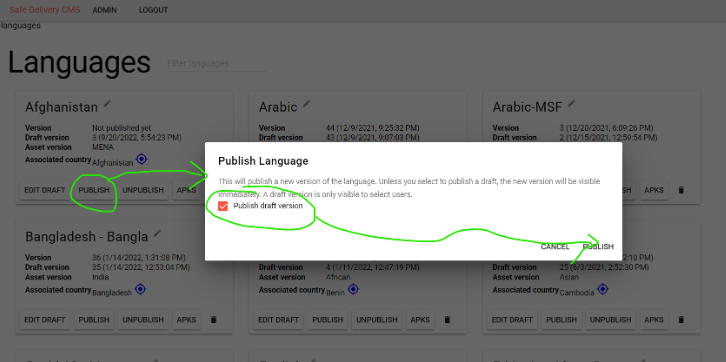 Safe Delivery CMS ADMIN LOGOUT
languages
Languages Filter languages
Afghanistan
Version Not published yet
Draft version 3 (9/20/2022, 5:54:23 PM)
Asset version MENA
Associated country Afghanistan
EDIT DRAFT PUBLISH UNPUBLISH APKS
Arabic
44 (12/9/2021, 9:25:32 PM)
43 (12/9/2021, 9:07:03 PM)
Arabic-MSF
3 (12/20/2021, 6:09:26 PM)
2 (12/15/2021, 12:59:54 PM)
UNPUBLISH APKS
Publish Language
This will publish a new version of the language. Unless you select to publish a draft, the new version will be visible
immediately. A draft version is only visible to select users.
Publish draft version
CANCEL PUBLISH
Bangladesh - Bangla
Version 36 (1/14/2022, 1:31:08 PM)
Draft version 35 (1/14/2022, 12:53:04 PM)
Asset version India
Associated country Bangladesh
EDIT DRAFT PUBLISH UNPUBLISH APKS
Draft version 4 (1/11/2022, 12:47:19 PM)
Asset version African
Associated country Benin
EDIT DRAFT PUBLISH UNPUBLISH APKS
Draft version 25 (6/3/2021, 2:52:30 PM)
Asset version Asian
Associated country Cambodia
EDIT DRAFT PUBLISH UNPUBLISH APKS